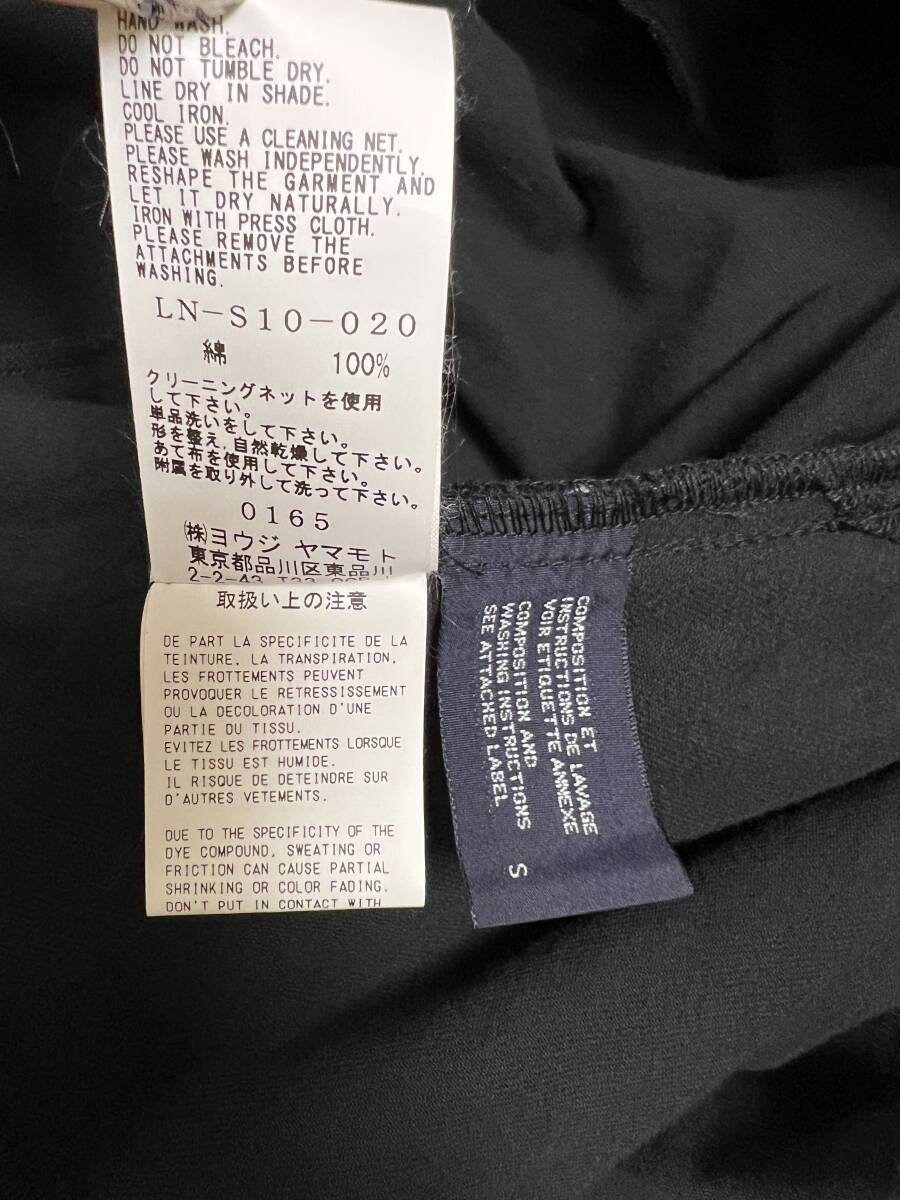 HAND WASH.
DO NOT BLEACH.
DO NOT TUMBLE DRY.
LINE DRY IN SHADE.
COOL IRON.
PLEASE USE A CLEANING NET.
PLEASE WASH INDEPENDENTLY.
RESHAPE THE GARMENT AND
LET IT DRY NATURALLY.
IRON WITH PRESS CLOTH.
PLEASE REMOVE THE
ATTACHMENTS BEFORE
WASHING.
LN-S10-020
綿 100%
クリーニングネットを使用
して下さい。
単品洗いをして下さい。
形を整え、自然乾燥して下さい。
あて布を使用して下さい。
附属を取り外して洗って下さい。
0165
㈱ヨウジ ヤマモト
東京都品川区東品川
2-2-43
取扱い上の注意
DE PART LA SPECIFICITE DE LA
TEINTURE, LA TRANSPIRATION,
LES FROTTEMENTS PEUVENT
PROVOQUER LE RETRESSISSEMENT
OU LA DECOLORATION D'UNE
PARTIE DU TISSU.
EVITEZ LES FROTTEMENTS LORSQUE
LE TISSU EST HUMIDE.
IL RISQUE DE DETEINDRE SUR
D'AUTRES VETEMENTS.
DUE TO THE SPECIFICITY OF THE
DYE COMPOUND, SWEATING OR
FRICTION CAN CAUSE PARTIAL
SHRINKING OR COLOR FADING.
DON'T PUT IN CONTACT WITH
COMPOSITION ET
INSTRUCTIONS DE LAVAGE
VOIR ETIQUETTE ANNEXE
COMPOSITION AND
WASHING INSTRUCTIONS
SEE ATTACHED LABEL
S